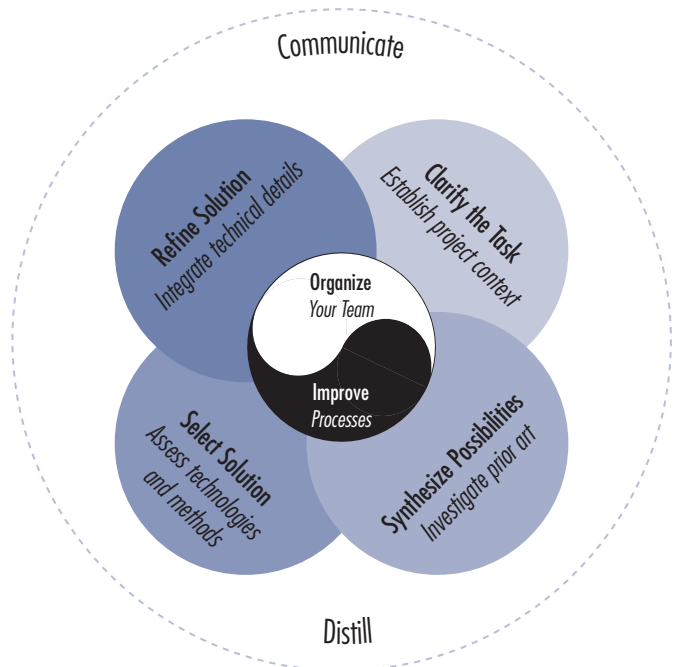 Communicate
Refine Solution
Integrate technical details
Clarify the Task
Establish project context
Organize
Your Team
Improve
Processes
Select Solution
Assess technologies
and methods
Synthesize Possibilities
Investigate prior art
Distill